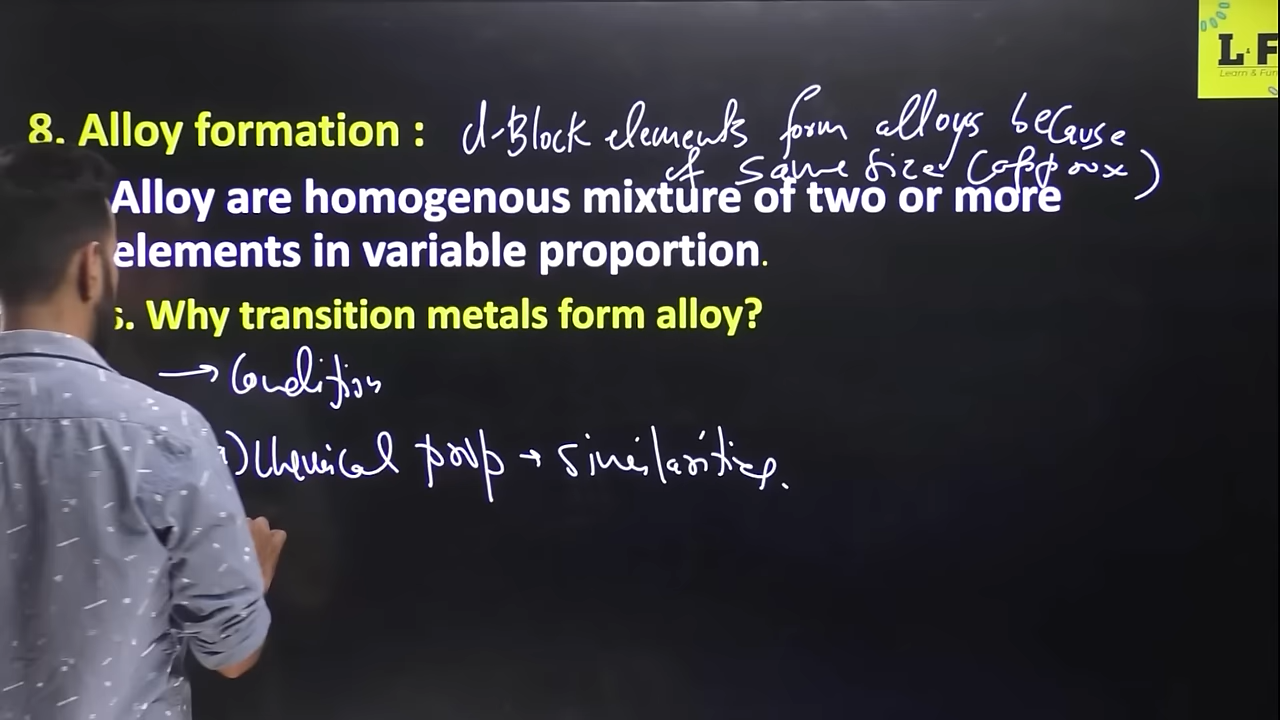 8. Alloy formation : d-Block elements form alloys because
of same size (approx)
Alloy are homogenous mixture of two or more
elements in variable proportion.
s. Why transition metals form alloy?
→ Condition
a) Chemical prop → similarities.
L & F
Learn & Fun